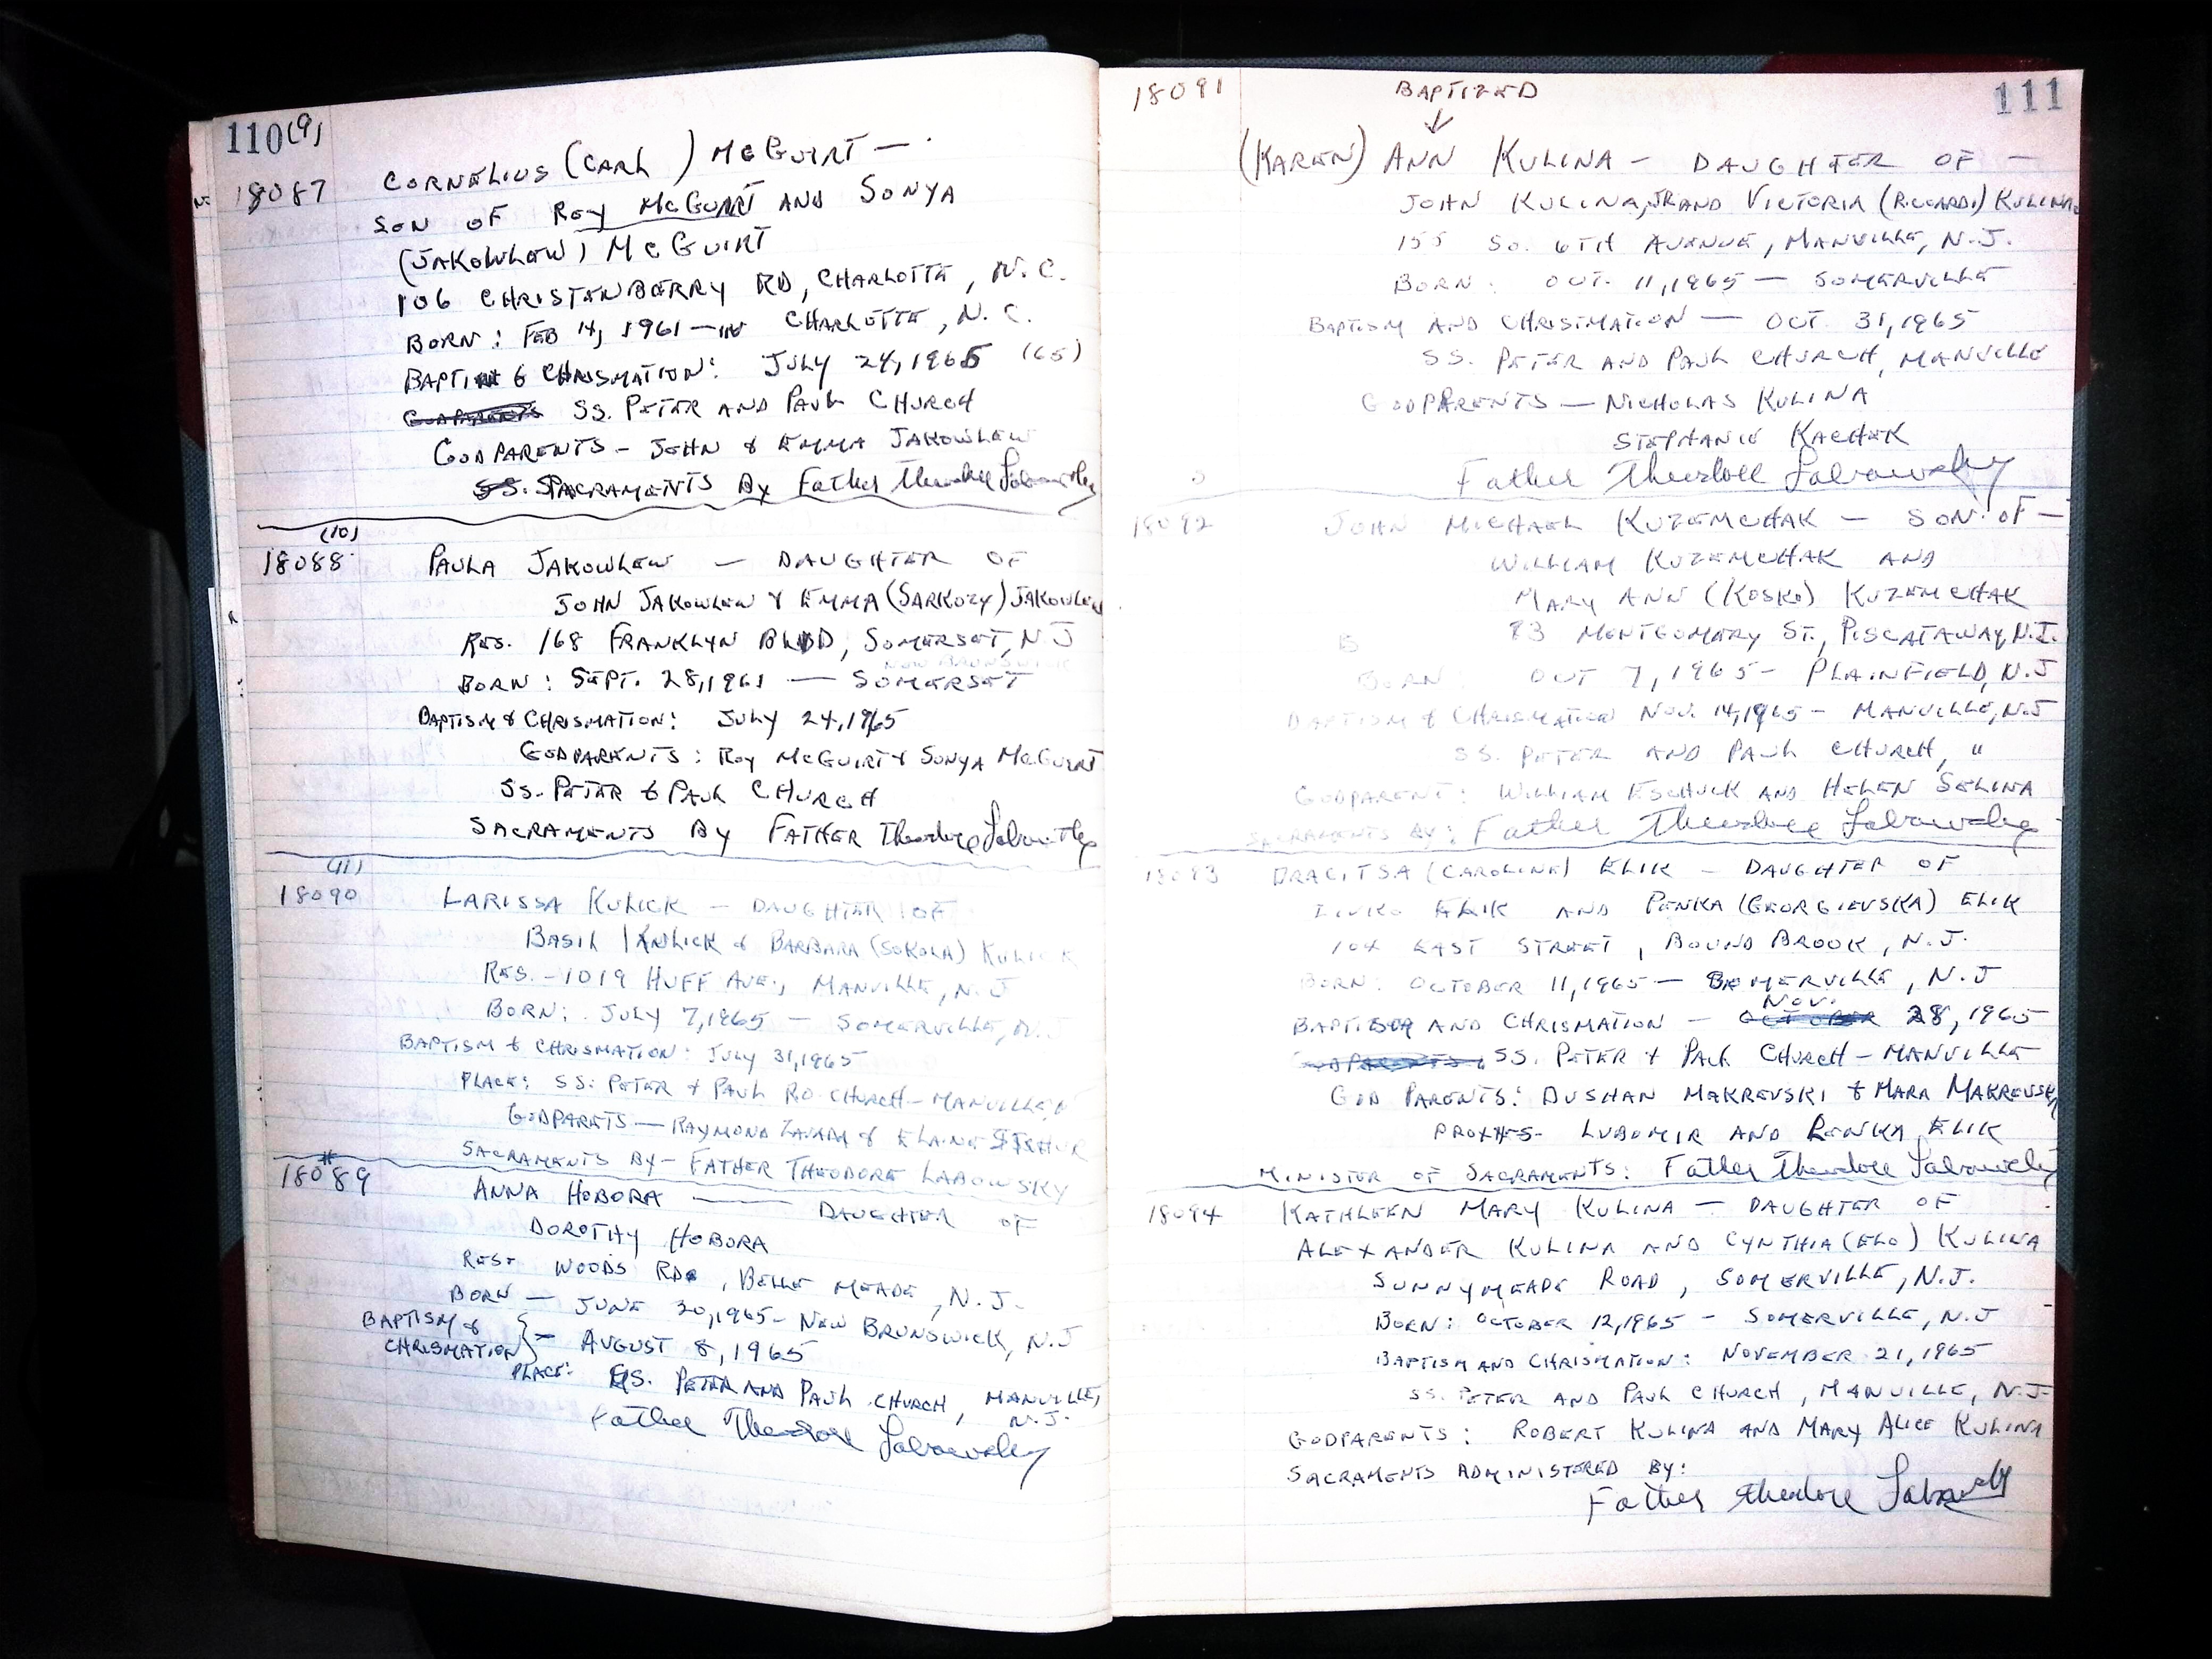 110 (9)
18087 CORNELIUS (CARL ) MCGUIRT — .
SON OF ROY MCGUIRT AND SONYA
(JAKOWLEW) MCGUIRT
106 CHRISTENBERRY RD, CHARLOTTE, N.C.
BORN: FEB 14, 1961 — IN CHARLOTTE, N.C.
BAPTISM & CHRISMATION: JULY 24, 1965 (65)
GODPARENTS SS. PETER AND PAUL CHURCH
GODPARENTS - JOHN & EMMA JAKOWLEW
SS. SACRAMENTS BY Father Theodore Labowsky
(10)
18088 PAULA JAKOWLEW — DAUGHTER OF
JOHN JAKOWLEW & EMMA (SARKOZY) JAKOWLEW
RES. 168 FRANKLYN BLVD, SOMERSET, N.J
NEW BRUNSWICK
BORN: SEPT. 28, 1961 — SOMERSET
BAPTISM & CHRISMATION: JULY 24, 1965
GODPARENTS: ROY MCGUIRT & SONYA MCGUIRT
SS. PETER & PAUL CHURCH
SACRAMENTS BY FATHER Theodore Labowsky
(11)
18090 LARISSA KULICK — DAUGHTER OF
BASIL KULICK & BARBARA (SOKOLA) KULICK
RES. - 1019 HUFF AVE., MANVILLE, N.J
BORN: JULY 7, 1965 — SOMERVILLE, N.J.
BAPTISM & CHRISMATION: JULY 31, 1965
PLACE: SS. PETER & PAUL RO CHURCH - MANVILLE,
GODPARETS — RAYMOND & ELAINE
SACRAMENTS BY - FATHER THEODORE LABOWSKY
#
18089 ANNA HOBORA — DAUGHTER OF
DOROTHY HOBORA
RES: WOODS RD., BELLE MEADE, N.J.
BORN — JUNE 30, 1965 - NEW BRUNSWICK, N.J
BAPTISM &
CHRISMATION } — AUGUST 8, 1965
PLACE: SS. PETER AND PAUL CHURCH, MANVILLE,
N.J.
Father Theodore Labowsky
18091 BAPTIZED 111
↓
(KAREN) ANN KULINA — DAUGHTER OF —
JOHN KULINA, JR AND VICTORIA (RICCARDI) KULINA
155 SO. 6TH AVENUE, MANVILLE, N.J.
BORN: OCT. 11, 1965 — SOMERVILLE
BAPTISM AND CHRISMATION — OCT 31, 1965
SS. PETER AND PAUL CHURCH, MANVILLE
GODPARENTS — NICHOLAS KULINA
STEPHANIE KACHEK
Father Theodore Labowsky
18092 JOHN MICHAEL KUZEMCHAK — SON OF —
WILLIAM KUZEMCHAK AND
MARY ANN (KOSKO) KUZEMCHAK
83 MONTGOMERY ST., PISCATAWAY, N.J.
BORN OCT 7, 1965 - PLAINFIELD, N.J
BAPTISM & CHRISMATION NOV. 14, 1965 - MANVILLE, N.J
SS. PETER AND PAUL CHURCH, "
GODPARENT: WILLIAM ESCHUCK AND HELEN SELINA
SACRAMENTS BY: Father Theodore Labowsky
18093 DRAGITSA (CAROLINE) ELIK — DAUGHTER OF
ZIVKO ELIK AND PENKA (GEORGIEVSKA) ELIK
104 EAST STREET, BOUND BROOK, N.J.
BORN: OCTOBER 11, 1965 — SOMERVILLE, N.J
NOV.
BAPTISM AND CHRISMATION — OCTOBER 28, 1965
GODPARENTS SS. PETER & PAUL CHURCH - MANVILLE
GOD PARENTS: DUSHAN MAKREVSKI & MARA MAKREVSKI
PROXIES - LUBOMIR AND LENKA ELIK
MINISTER OF SACRAMENTS: Father Theodore Labowsky
18094 KATHLEEN MARY KULINA — DAUGHTER OF
ALEXANDER KULINA AND CYNTHIA (ELO) KULINA
SUNNYMEADE ROAD, SOMERVILLE, N.J.
BORN: OCTOBER 12, 1965 - SOMERVILLE, N.J
BAPTISM AND CHRISMATION: NOVEMBER 21, 1965
SS. PETER AND PAUL CHURCH, MANVILLE, N.J.
GODPARENTS: ROBERT KULINA AND MARY ALICE KULINA
SACRAMENTS ADMINISTERED BY:
Father Theodore Labowsky